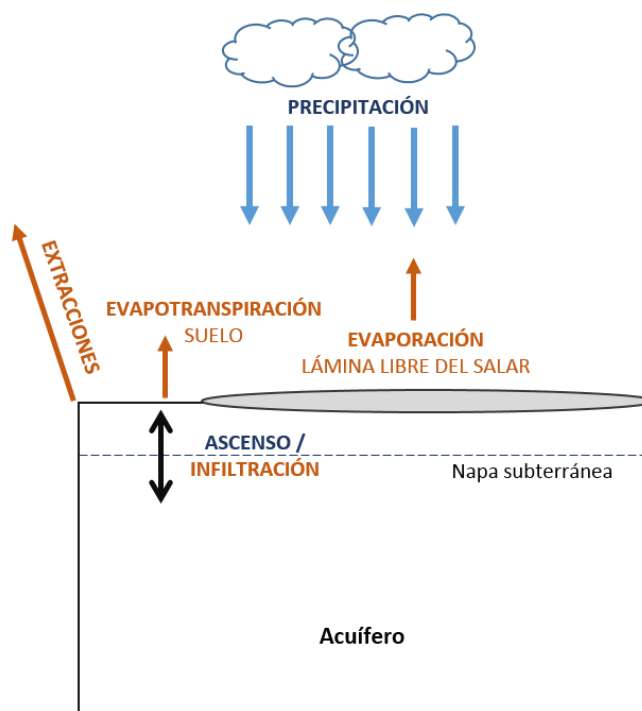 PRECIPITACIÓN
EXTRACCIONES
EVAPOTRANSPIRACIÓN
SUELO
EVAPORACIÓN
LÁMINA LIBRE DEL SALAR
ASCENSO /
INFILTRACIÓN
Napa subterránea
Acuífero